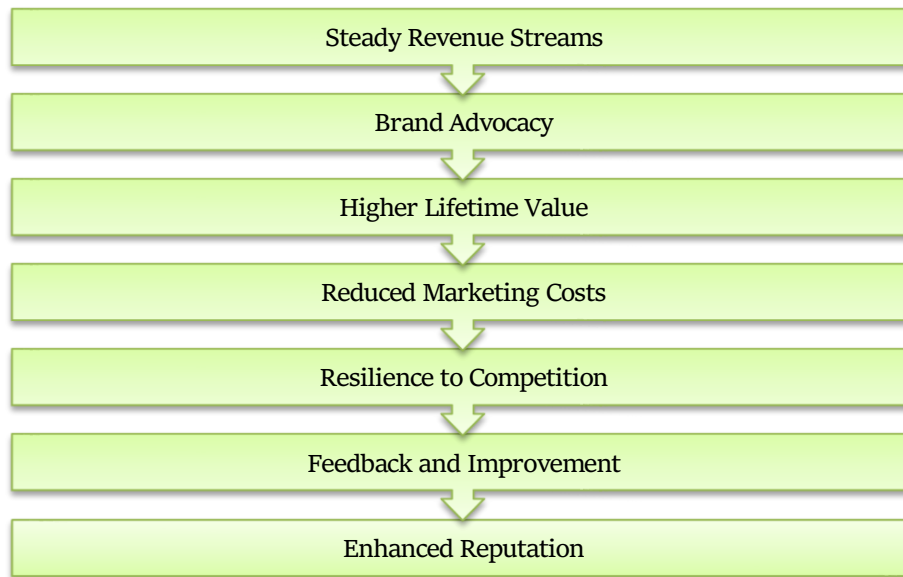 Steady Revenue Streams
Brand Advocacy
Higher Lifetime Value
Reduced Marketing Costs
Resilience to Competition
Feedback and Improvement
Enhanced Reputation